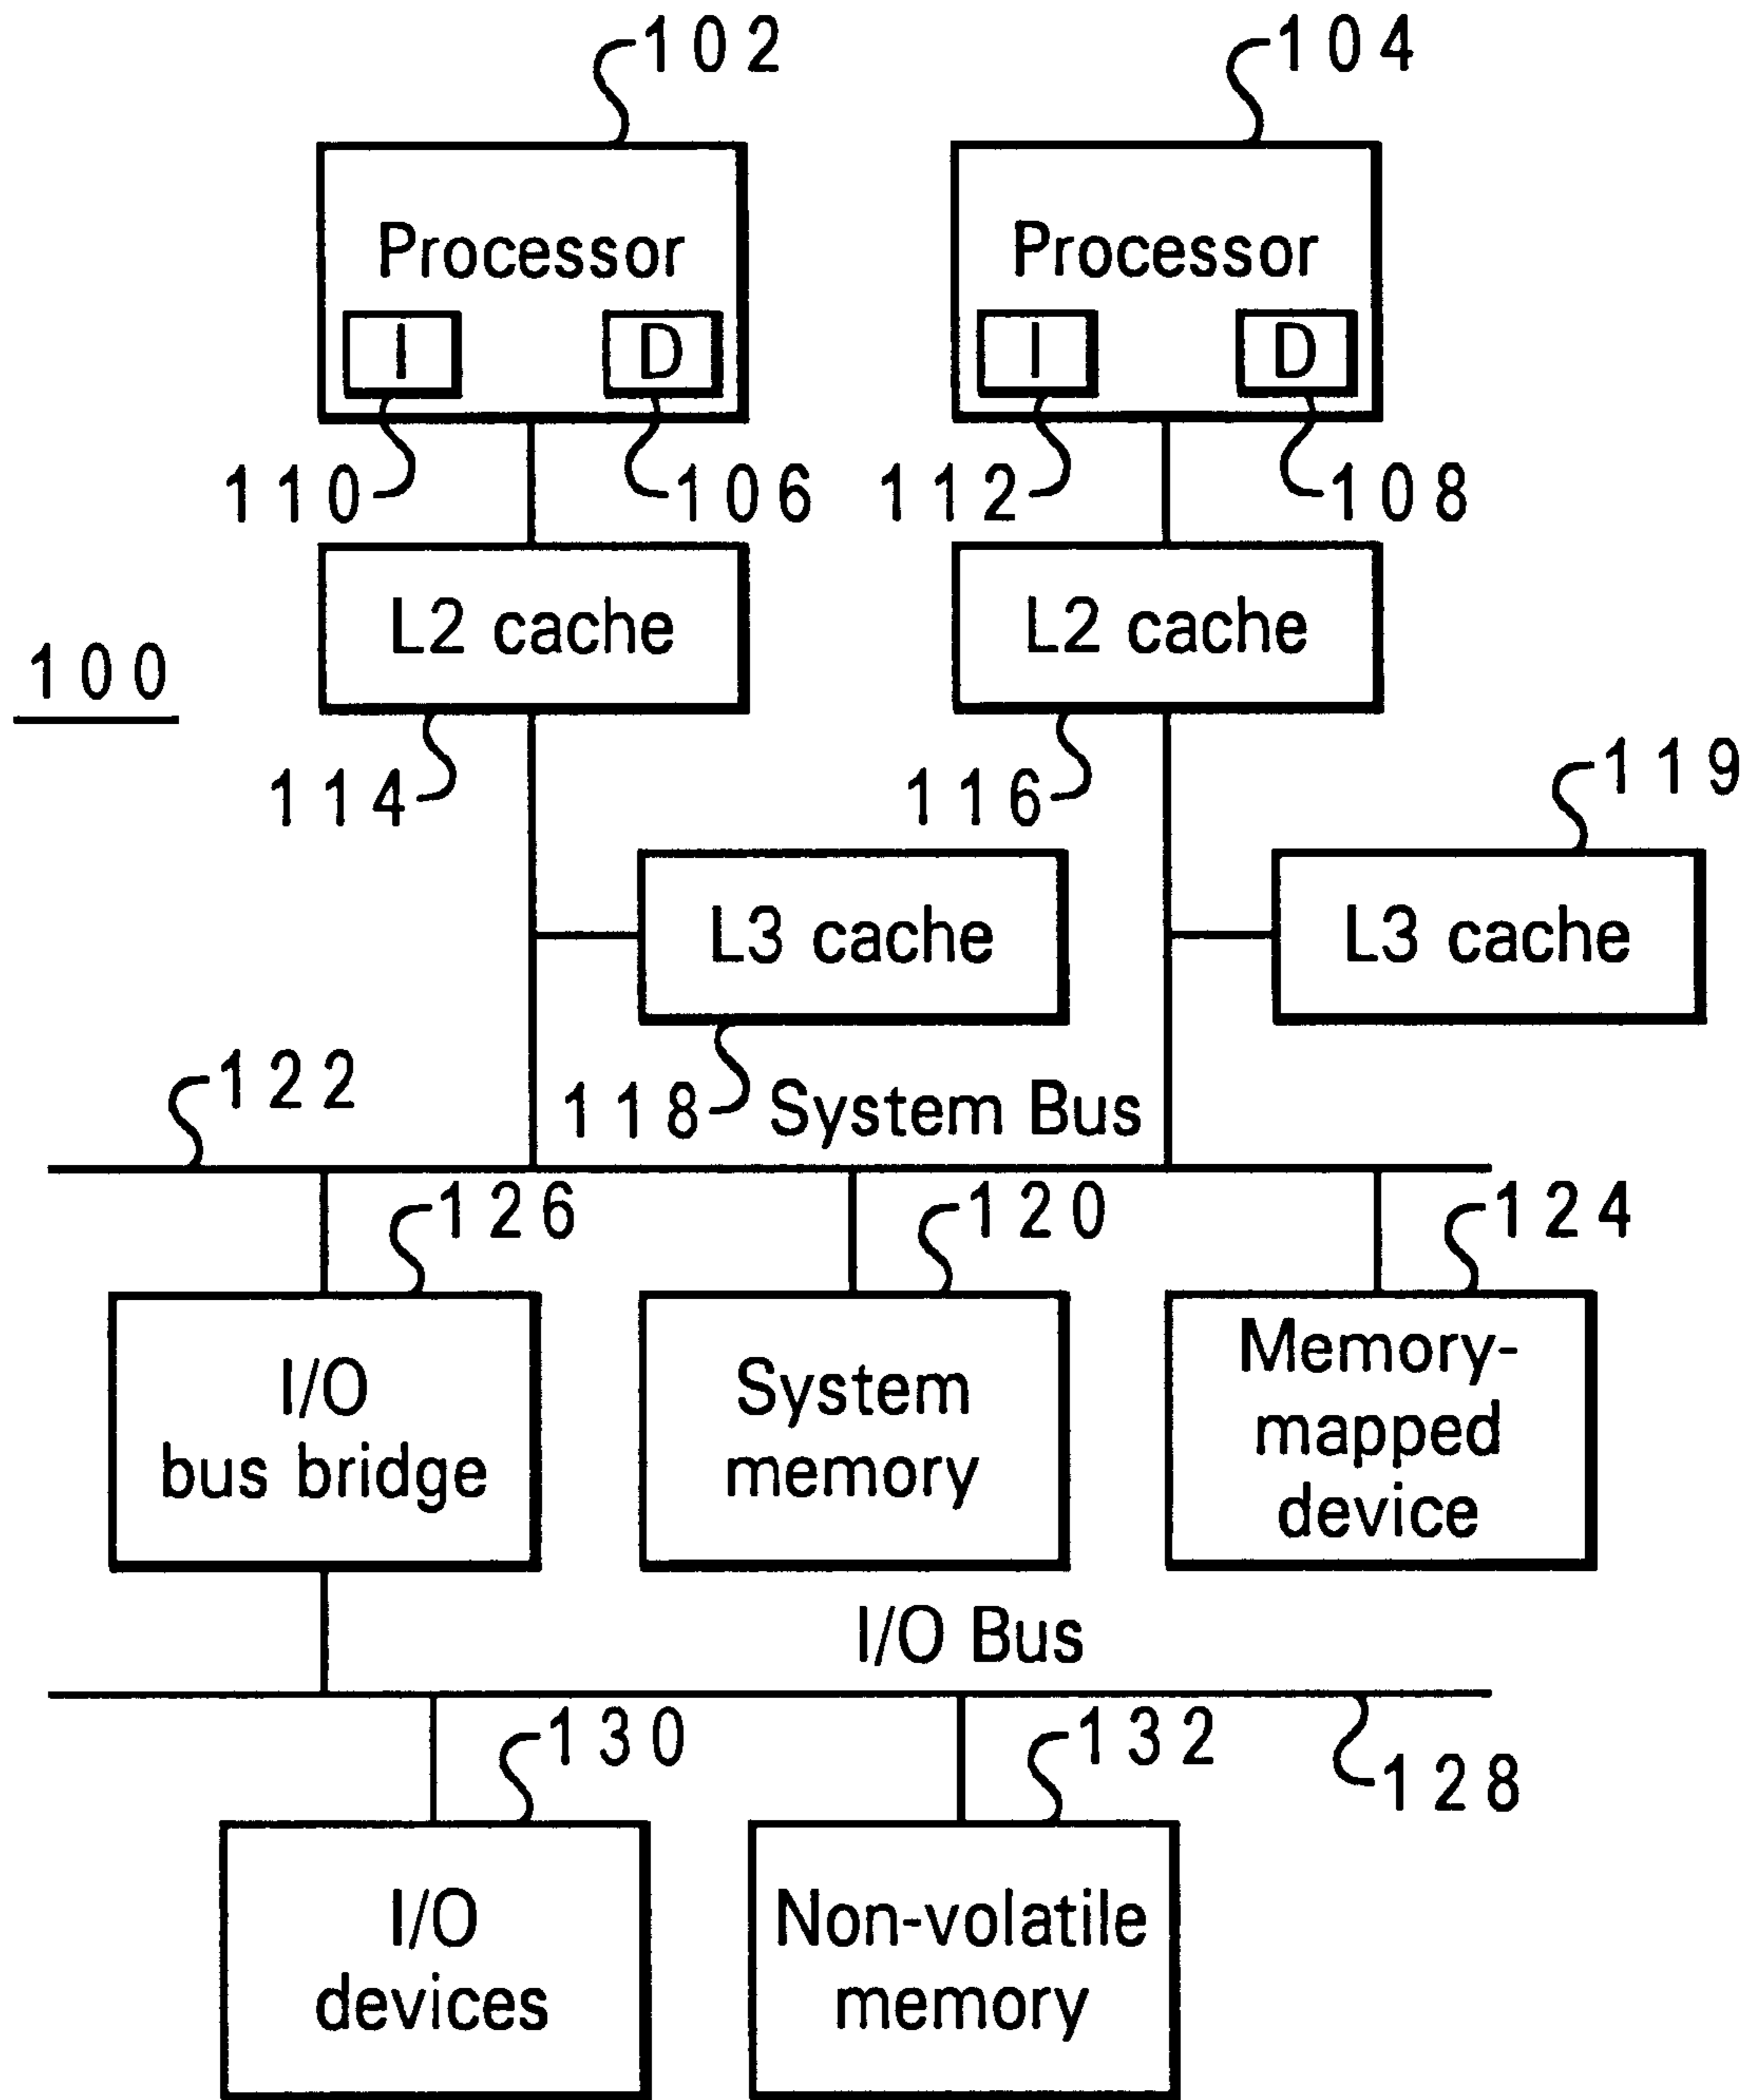 102
104
Processor
Processor
I
D
I
D
110
106
112
108
L2 cache
L2 cache
100
114
116
119
L3 cache
L3 cache
122
118
System Bus
126
120
124
I/O
bus bridge
System
memory
Memory-
mapped
device
I/O Bus
130
132
128
I/O
devices
Non-volatile
memory